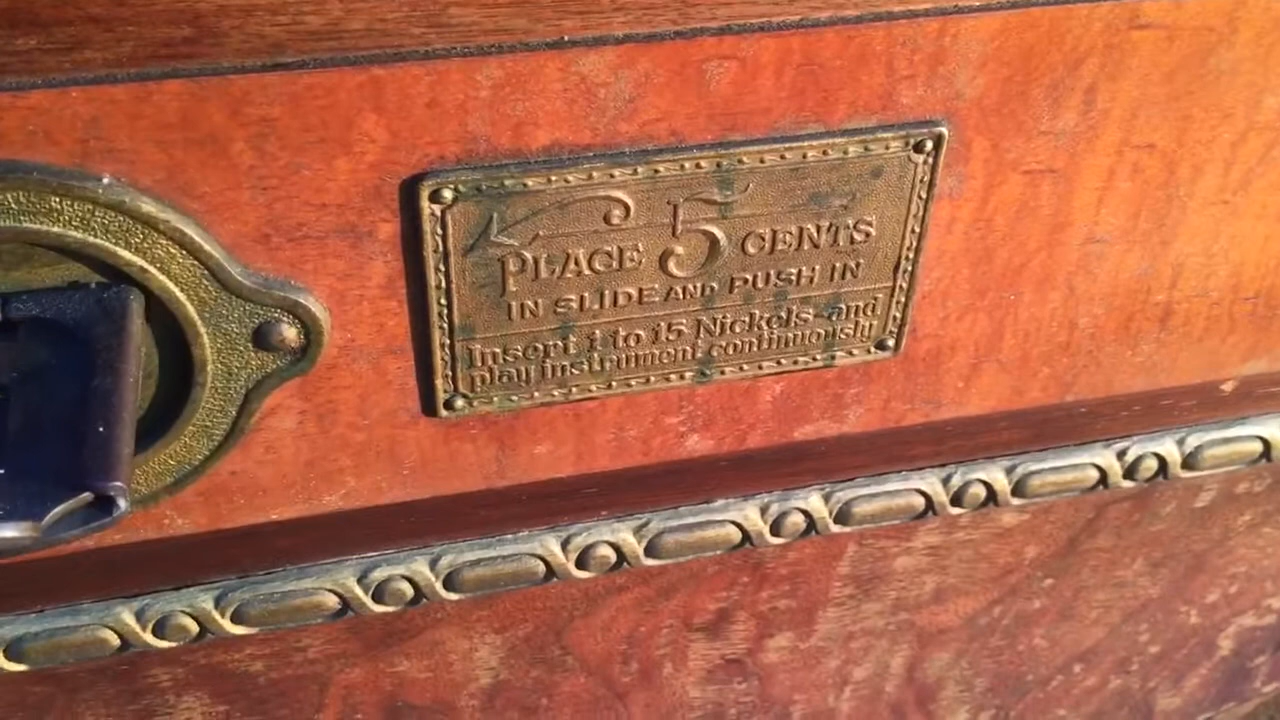 PLACE 5 CENTS
IN SLIDE AND PUSH IN
Insert 1 to 15 Nickels and
play instrument continuously